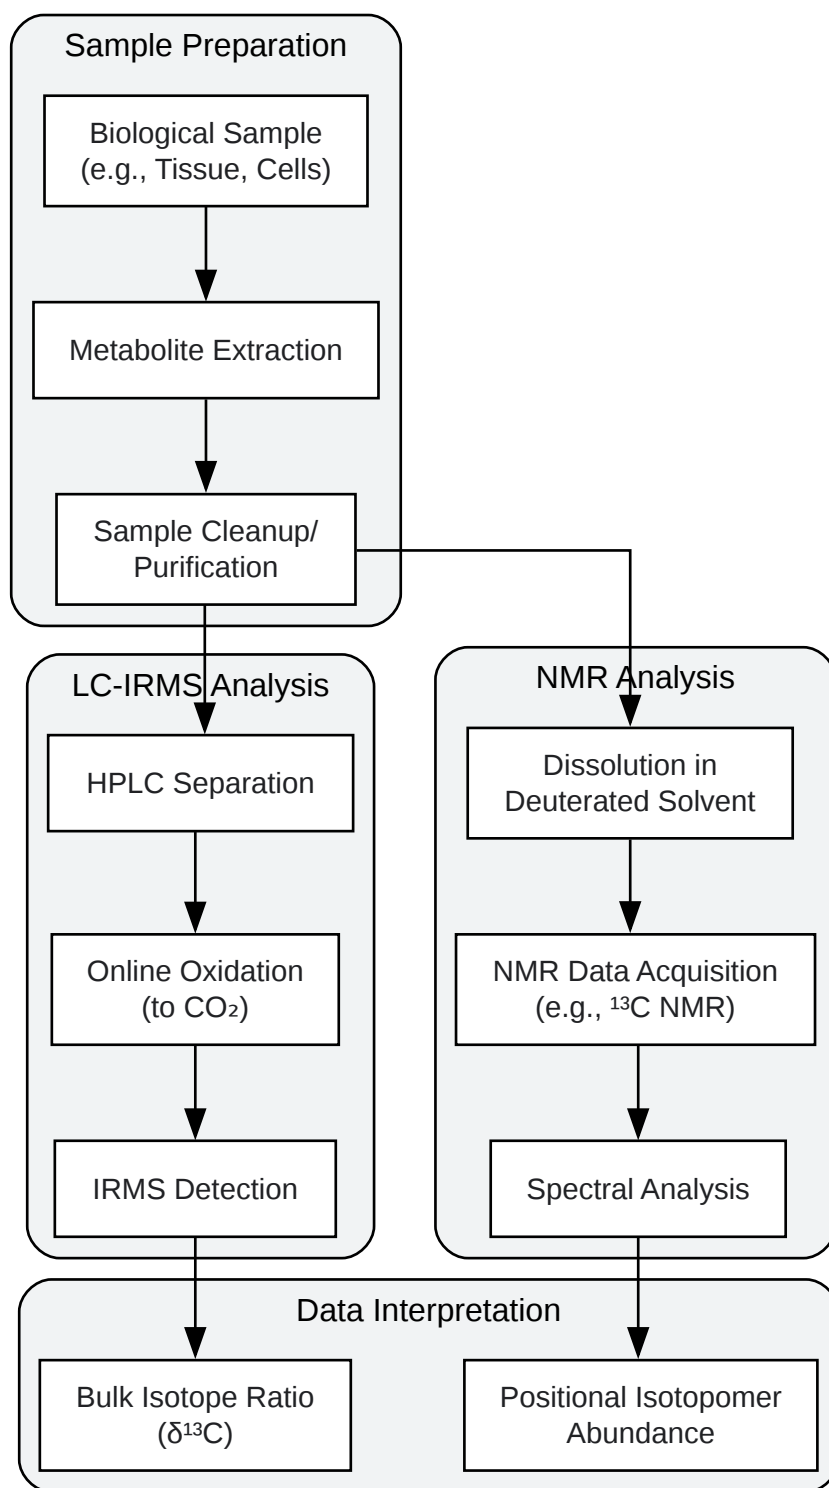 Sample Preparation
Biological Sample
(e.g., Tissue, Cells)
Metabolite Extraction
Sample Cleanup/
Purification
LC-IRMS Analysis
HPLC Separation
Online Oxidation
(to CO₂)
IRMS Detection
NMR Analysis
Dissolution in
Deuterated Solvent
NMR Data Acquisition
(e.g., ¹³C NMR)
Spectral Analysis
Data Interpretation
Bulk Isotope Ratio
(δ¹³C)
Positional Isotopomer
Abundance